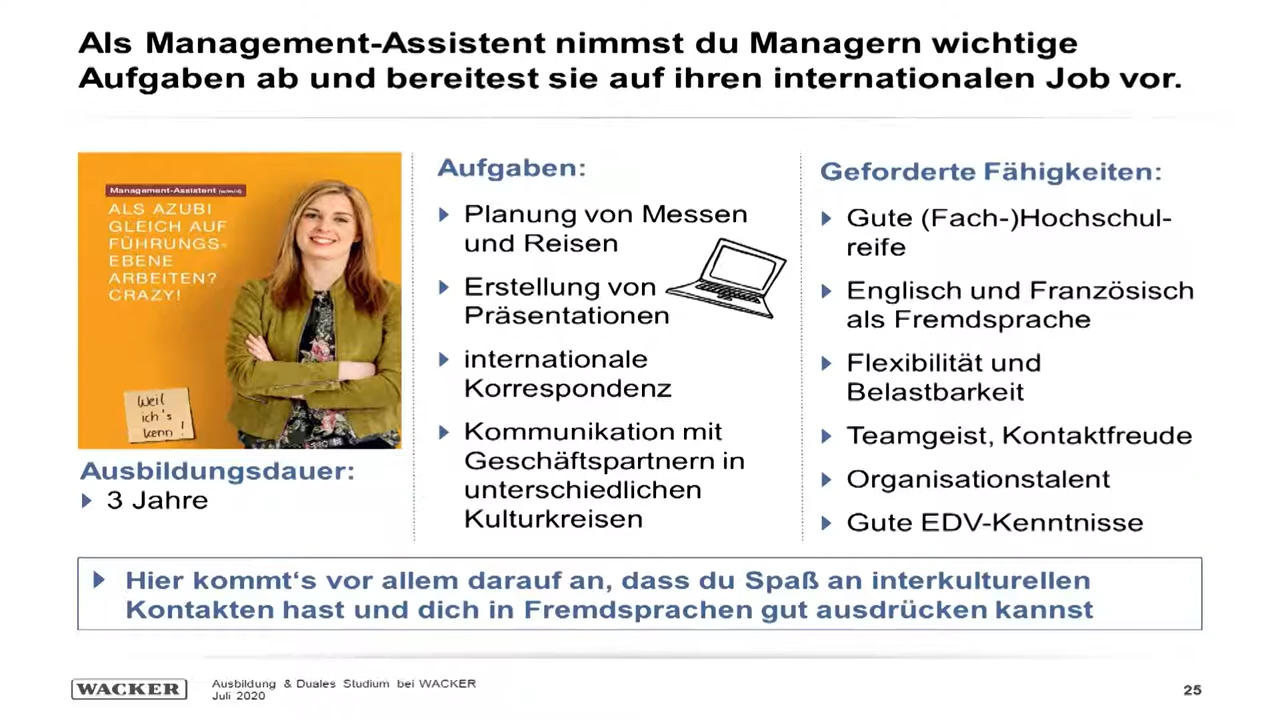 Als Management-Assistent nimmst du Managern wichtige
Aufgaben ab und bereitest sie auf ihren internationalen Job vor.
Management-Assistent (w/m/d)
ALS AZUBI
GLEICH AUF
FÜHRUNGS-
EBENE
ARBEITEN?
CRAZY!
Weil
ich's
kenn!
Ausbildungsdauer:
3 Jahre
Aufgaben:
Planung von Messen
und Reisen
Erstellung von
Präsentationen
internationale
Korrespondenz
Kommunikation mit
Geschäftspartnern in
unterschiedlichen
Kulturkreisen
Geforderte Fähigkeiten:
Gute (Fach-)Hochschul-
reife
Englisch und Französisch
als Fremdsprache
Flexibilität und
Belastbarkeit
Teamgeist, Kontaktfreude
Organisationstalent
Gute EDV-Kenntnisse
Hier kommt‘s vor allem darauf an, dass du Spaß an interkulturellen
Kontakten hast und dich in Fremdsprachen gut ausdrücken kannst
WACKER
Ausbildung & Duales Studium bei WACKER
Juli 2020
25